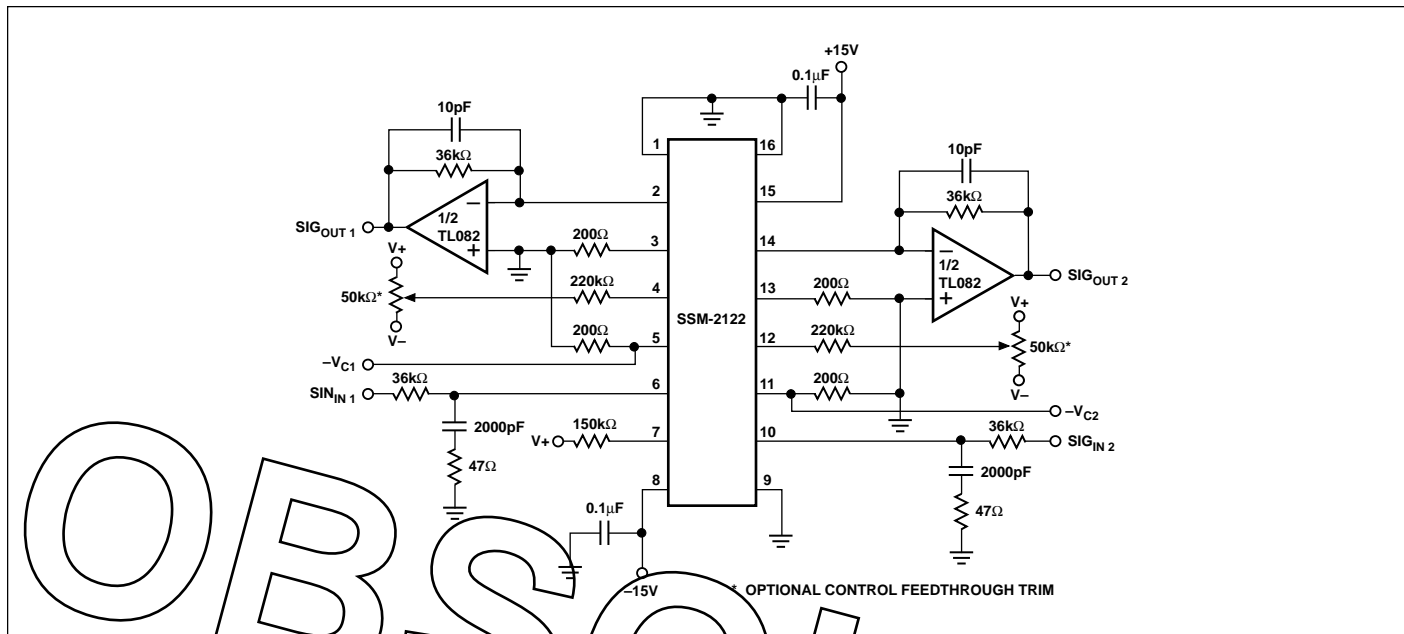 +15V
0.1μF
10pF
36kΩ
1/2
TL082
−
+
SIGOUT 1
V+
50kΩ*
V−
200Ω
220kΩ
200Ω
−VC1
SININ 1
36kΩ
2000pF
47Ω
V+
150kΩ
0.1μF
−15V
1
2
3
4
5
6
7
8
SSM-2122
16
15
14
13
12
11
10
9
10pF
36kΩ
1/2
TL082
−
+
SIGOUT 2
200Ω
220kΩ
V+
50kΩ*
V−
200Ω
−VC2
36kΩ
SIGIN 2
2000pF
47Ω
* OPTIONAL CONTROL FEEDTHROUGH TRIM